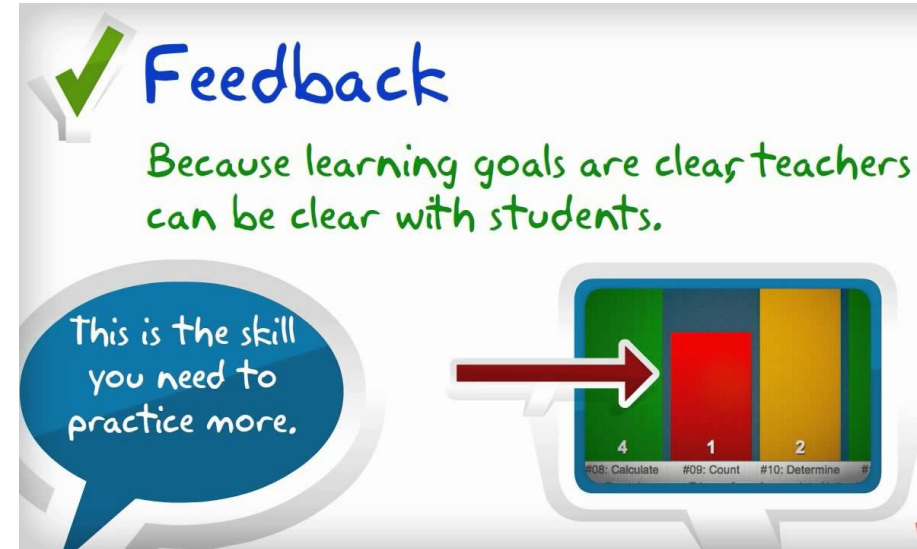 Feedback
Because learning goals are clear, teachers
can be clear with students.
This is the skill
you need to
practice more.
4 1 2
#08: Calculate #09: Count #10: Determine #